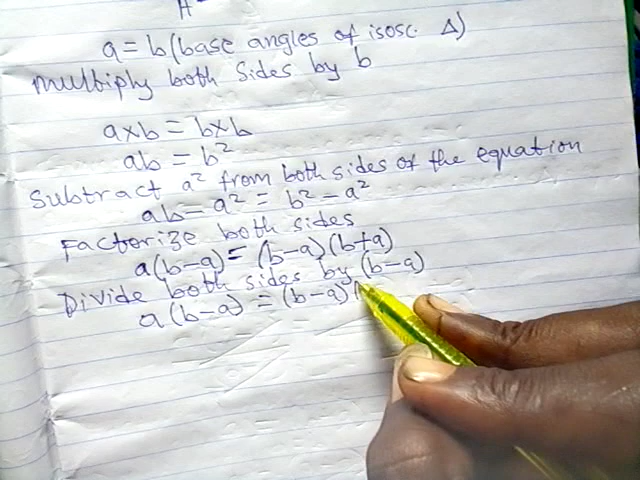 A
a = b (base angles of isosc. Δ)
Multiply both sides by b
a x b = b x b
ab = b²
Subtract a² from both sides of the equation
ab - a² = b² - a²
Factorize both sides
a(b-a) = (b-a)(b+a)
Divide both sides by (b-a)
a(b-a) = (b-a)(